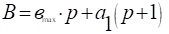 B = в_max · p + a_1(p+1)